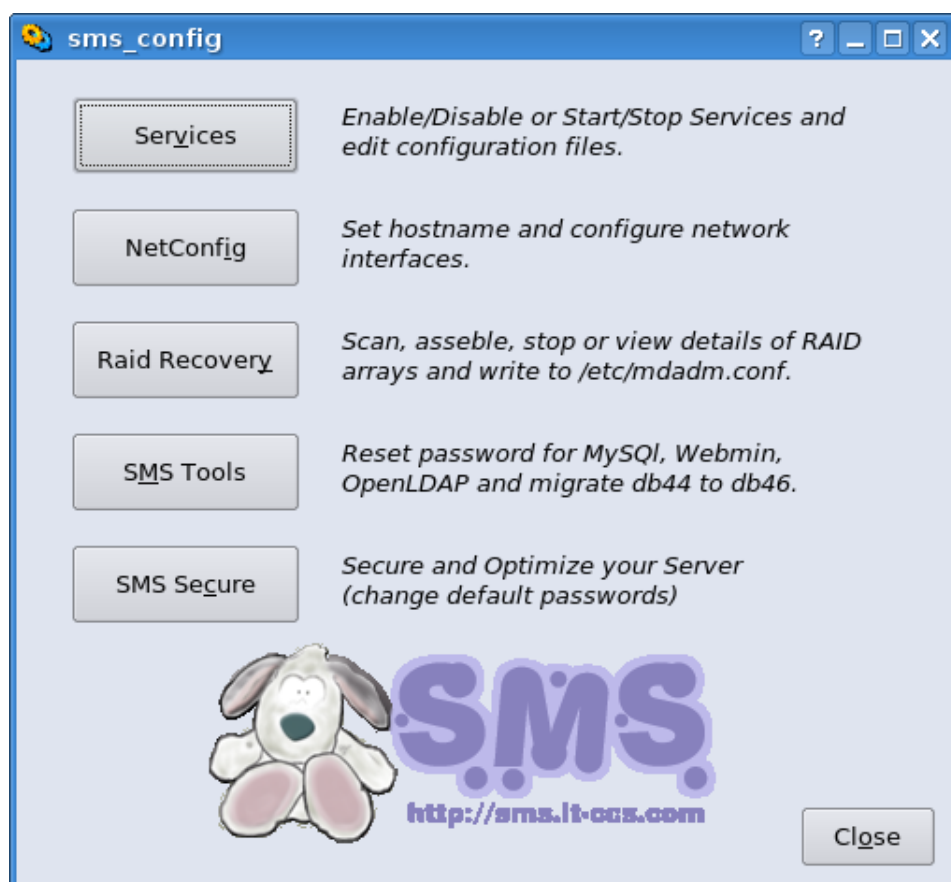 sms_config
Services
Enable/Disable or Start/Stop Services and
edit configuration files.
NetConfig
Set hostname and configure network
interfaces.
Raid Recovery
Scan, asseble, stop or view details of RAID
arrays and write to /etc/mdadm.conf.
SMS Tools
Reset password for MySQl, Webmin,
OpenLDAP and migrate db44 to db46.
SMS Secure
Secure and Optimize your Server
(change default passwords)
SMS
http://sms.it-ccs.com
Close